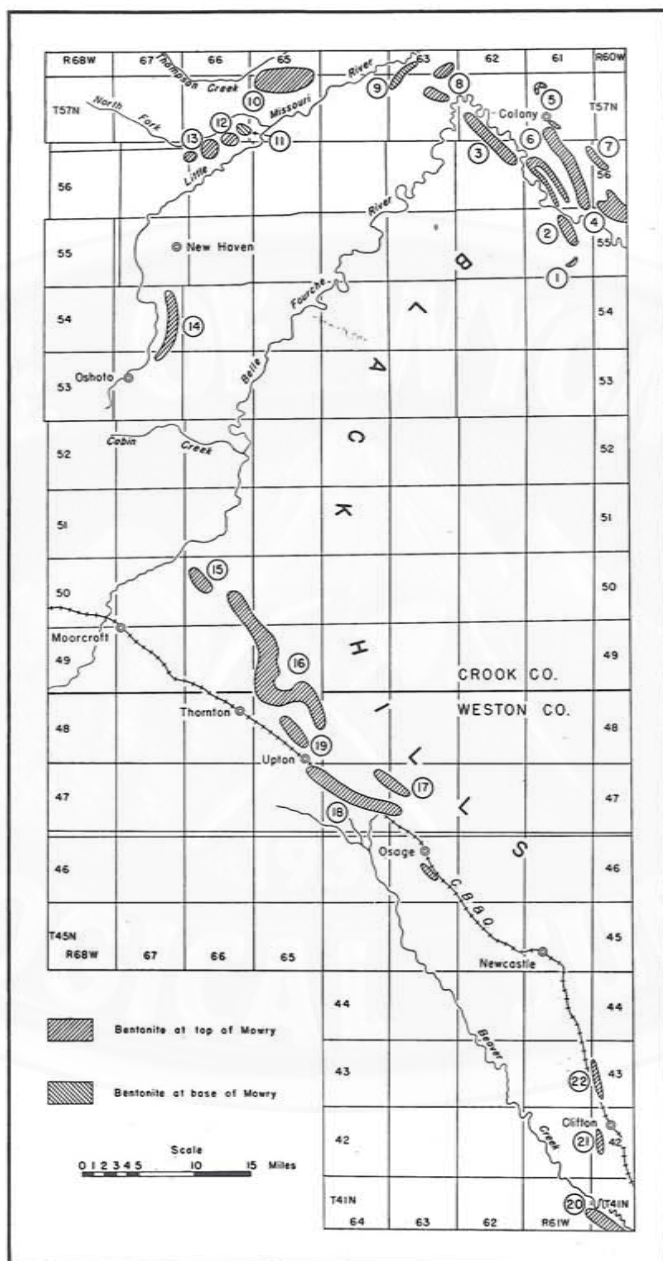 R68W 67 66 65 63 62 61 R60W
Thompson Creek
Missouri River
North Fork
Little
T57N
T57N
Colony
10
9
8
5
11
12
13
6
3
7
56
56
4
2
55
55
1
New Haven
Belle Fourche River
54
54
14
Oshoto
53
53
Cabin Creek
52
52
51
51
BLACK HILLS
15
50
50
Moorcroft
49
49
16
CROOK CO.
WESTON CO.
Thornton
48
48
19
Upton
17
47
47
18
Osage
46
46
C B B Q
T45N
45
R68W 67 66 65
Newcastle
44
44
Bentonite at top of Mowry
Beaver Creek
43
43
22
Bentonite at base of Mowry
Clifton
42
42
21
Scale
0 1 2 3 4 5 10 15 Miles
T41N
T41N
20
64 63 62 R61W